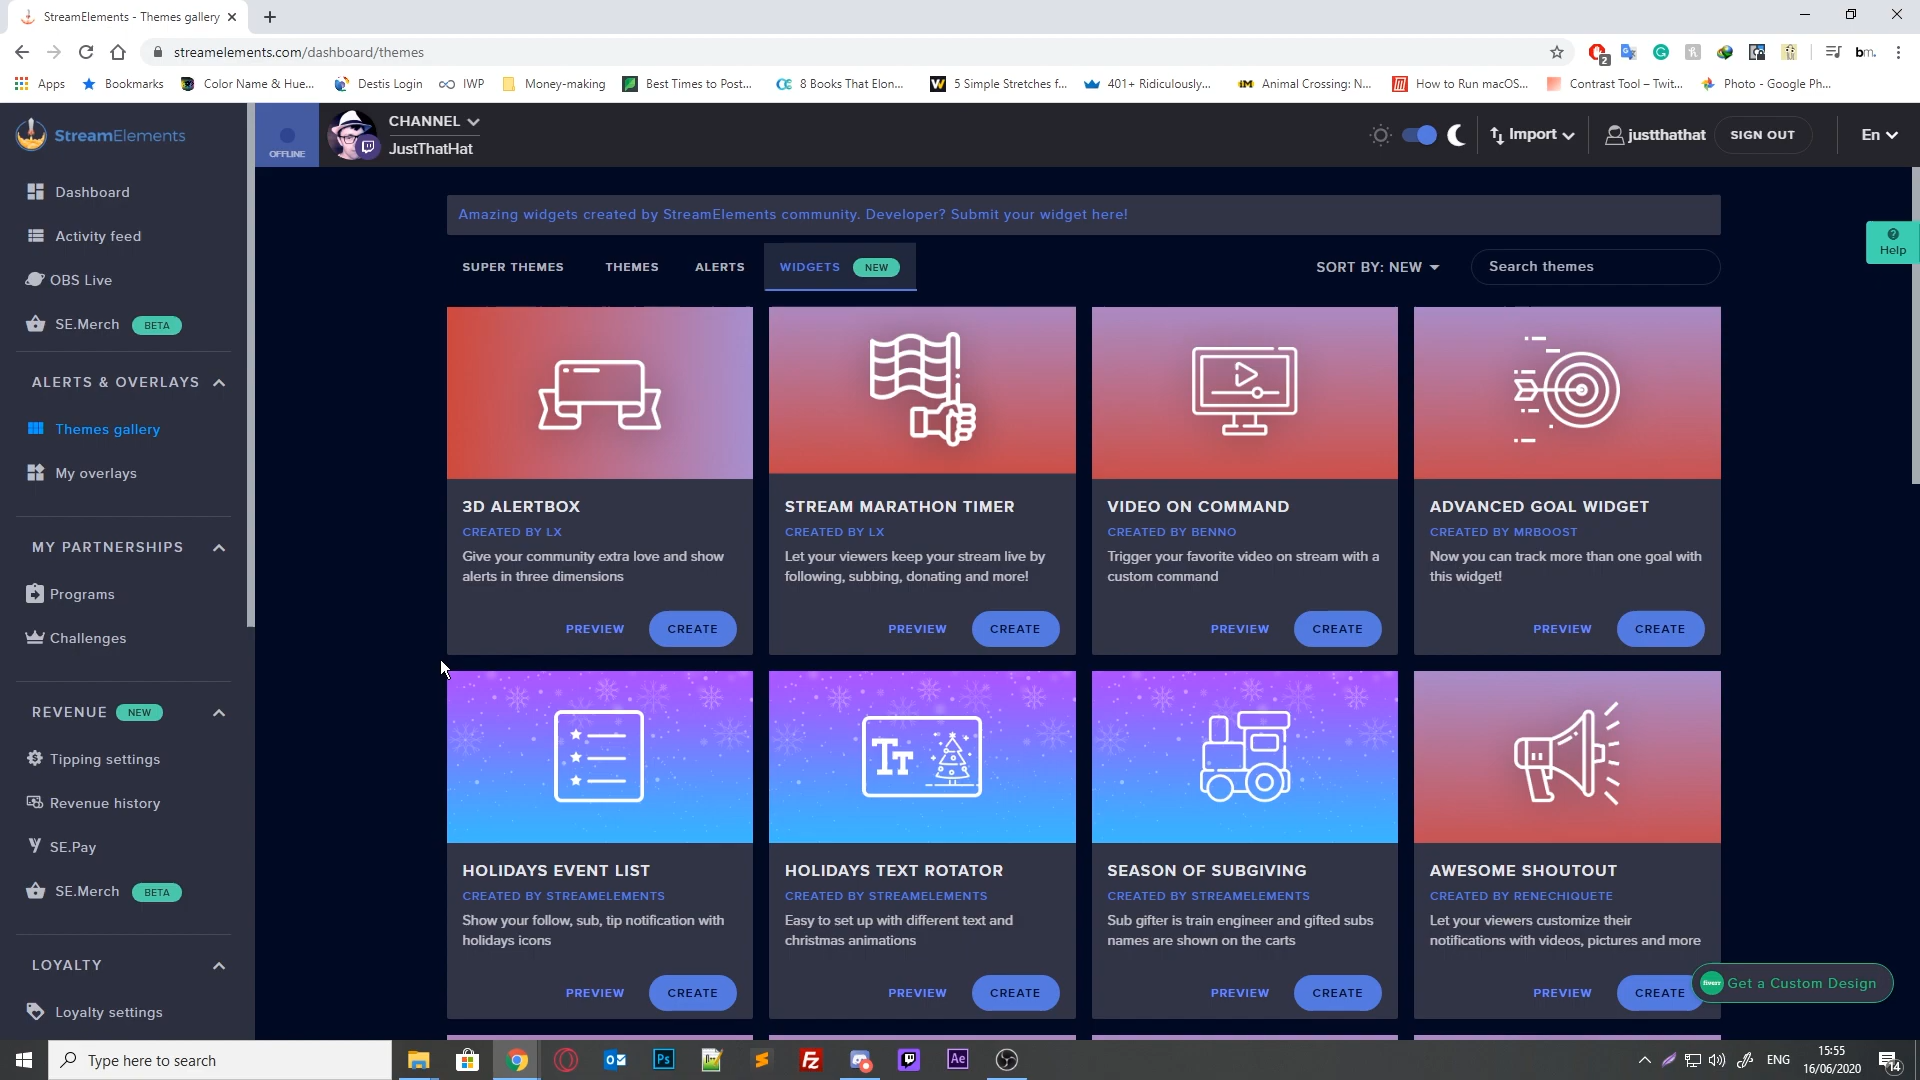 StreamElements - Themes gallery
streamelements.com/dashboard/themes
2
bm.
Apps
Bookmarks
Color Name & Hue...
Destis Login
IWP
Money-making
Best Times to Post...
8 Books That Elon...
5 Simple Stretches f...
401+ Ridiculously...
Animal Crossing: N...
How to Run macOS...
Contrast Tool – Twit...
Photo - Google Ph...
StreamElements
OFFLINE
CHANNEL
JustThatHat
Import
justthathat
SIGN OUT
En
Dashboard
Activity feed
OBS Live
SE.Merch BETA
ALERTS & OVERLAYS
Themes gallery
My overlays
MY PARTNERSHIPS
Programs
Challenges
REVENUE NEW
Tipping settings
Revenue history
SE.Pay
SE.Merch BETA
LOYALTY
Loyalty settings
Amazing widgets created by StreamElements community. Developer? Submit your widget here!
Help
SUPER THEMES
THEMES
ALERTS
WIDGETS NEW
SORT BY: NEW
Search themes
3D ALERTBOX
CREATED BY LX
Give your community extra love and show
alerts in three dimensions
PREVIEW CREATE
STREAM MARATHON TIMER
CREATED BY LX
Let your viewers keep your stream live by
following, subbing, donating and more!
PREVIEW CREATE
VIDEO ON COMMAND
CREATED BY BENNO
Trigger your favorite video on stream with a
custom command
PREVIEW CREATE
ADVANCED GOAL WIDGET
CREATED BY MRBOOST
Now you can track more than one goal with
this widget!
PREVIEW CREATE
HOLIDAYS EVENT LIST
CREATED BY STREAMELEMENTS
Show your follow, sub, tip notification with
holidays icons
PREVIEW CREATE
TT
HOLIDAYS TEXT ROTATOR
CREATED BY STREAMELEMENTS
Easy to set up with different text and
christmas animations
PREVIEW CREATE
SEASON OF SUBGIVING
CREATED BY STREAMELEMENTS
Sub gifter is train engineer and gifted subs
names are shown on the carts
PREVIEW CREATE
AWESOME SHOUTOUT
CREATED BY RENECHIQUETE
Let your viewers customize their
notifications with videos, pictures and more
PREVIEW CREATE
fiverr Get a Custom Design
Type here to search
Ps
Fz
Ae
ENG
15:55
16/06/2020
14